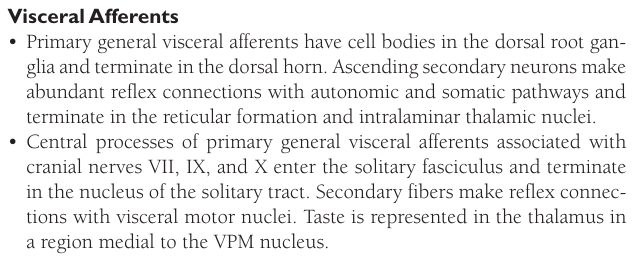 Visceral Afferents
• Primary general visceral afferents have cell bodies in the dorsal root gan-
glia and terminate in the dorsal horn. Ascending secondary neurons make
abundant reflex connections with autonomic and somatic pathways and
terminate in the reticular formation and intralaminar thalamic nuclei.
• Central processes of primary general visceral afferents associated with
cranial nerves VII, IX, and X enter the solitary fasciculus and terminate
in the nucleus of the solitary tract. Secondary fibers make reflex connec-
tions with visceral motor nuclei. Taste is represented in the thalamus in
a region medial to the VPM nucleus.